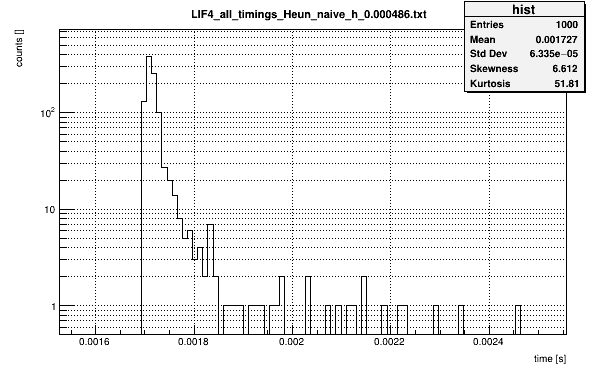 LIF4_all_timings_Heun_naive_h_0.000486.txt
hist
Entries 1000
Mean 0.001727
Std Dev 6.335e−05
Skewness 6.612
Kurtosis 51.81
counts []
10²
10
1
0.0016 0.0018 0.002 0.0022 0.0024
time [s]